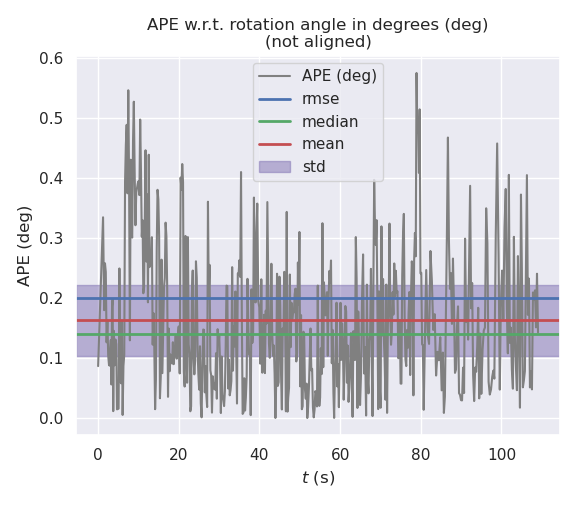 APE w.r.t. rotation angle in degrees (deg)
(not aligned)
APE (deg)
rmse
median
mean
std
APE (deg)
0.6
0.5
0.4
0.3
0.2
0.1
0.0
0 20 40 60 80 100
t (s)